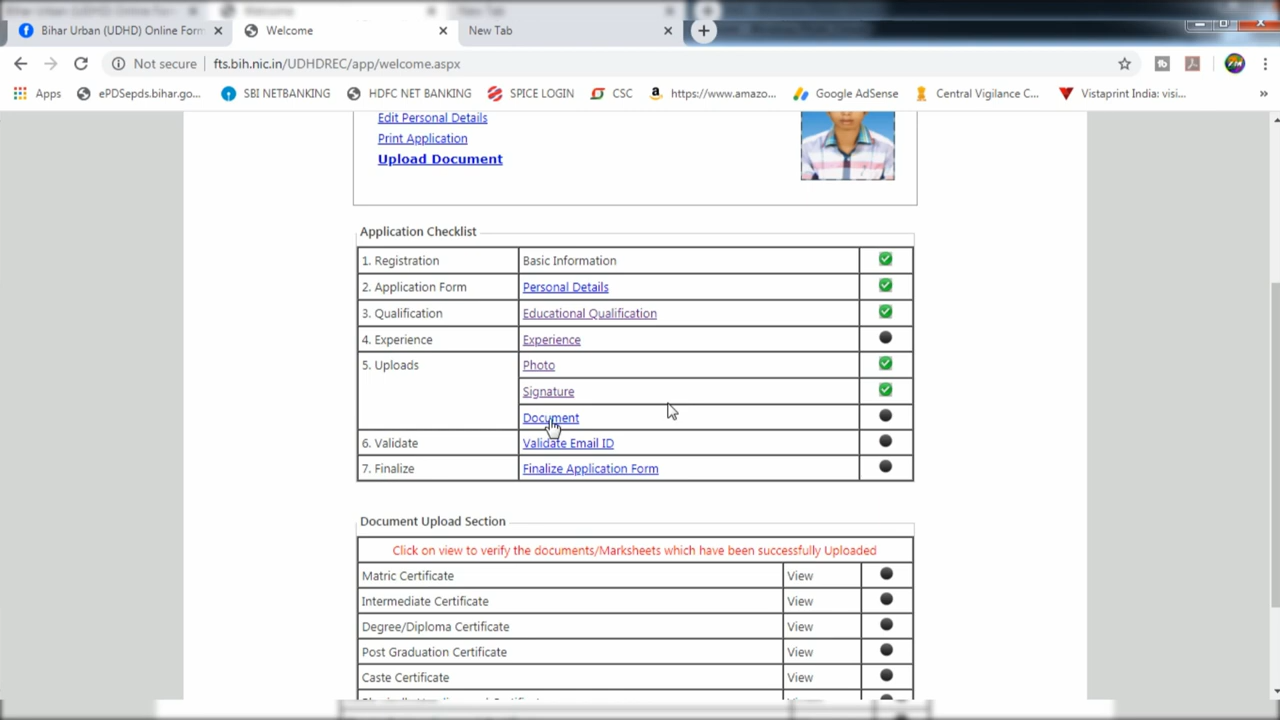 Bihar Urban (UDHD) Online Form
Welcome
New Tab
Not secure
fts.bih.nic.in/UDHDREC/app/welcome.aspx
Apps
ePDSepds.bihar.go...
SBI NETBANKING
HDFC NET BANKING
SPICE LOGIN
CSC
https://www.amazo...
Google AdSense
Central Vigilance C...
Vistaprint India: visi...
Edit Personal Details
Print Application
Upload Document
Application Checklist
1. Registration Basic Information
2. Application Form Personal Details
3. Qualification Educational Qualification
4. Experience Experience
5. Uploads Photo
Signature
Document
6. Validate Validate Email ID
7. Finalize Finalize Application Form
Document Upload Section
Click on view to verify the documents/Marksheets which have been successfully Uploaded
Matric Certificate View
Intermediate Certificate View
Degree/Diploma Certificate View
Post Graduation Certificate View
Caste Certificate View